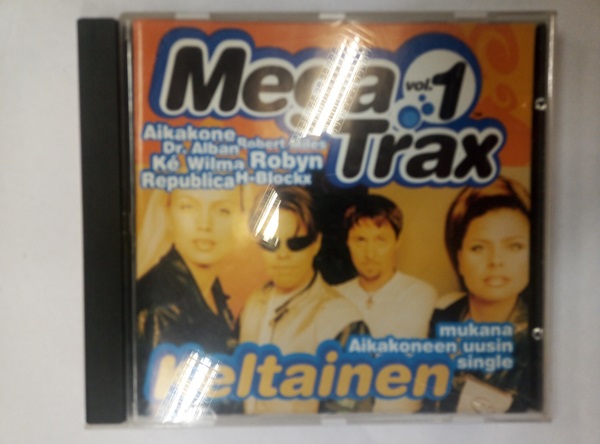 Mega
vol.1
Trax
Aikakone
Robert Miles
Dr. Alban
Ké Wilma Robyn
Republica H-Blockx
mukana
Aikakoneen uusin
single
Keltainen